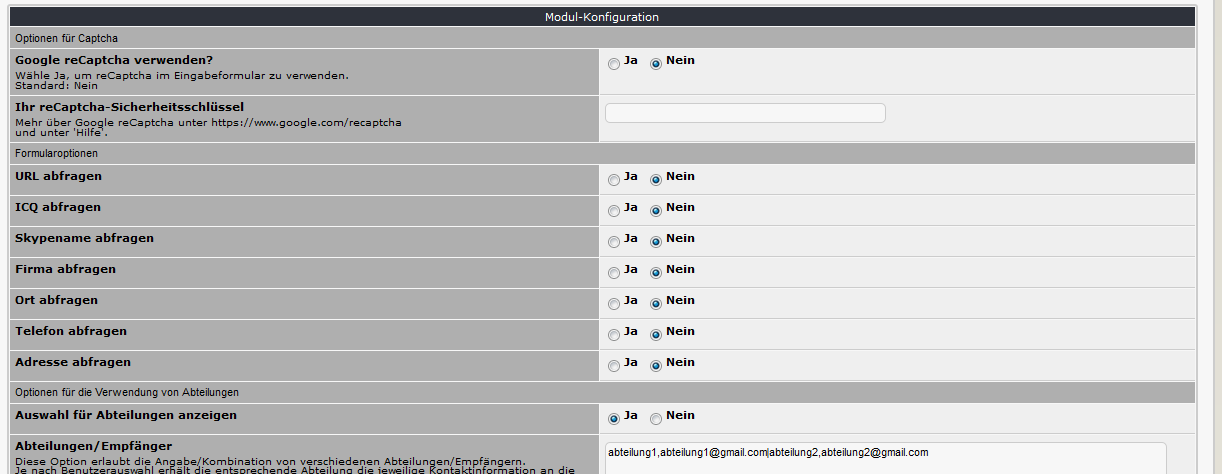 Modul-Konfiguration
Optionen für Captcha
Google reCaptcha verwenden?
Ja Nein
Wähle Ja, um reCaptcha im Eingabeformular zu verwenden.
Standard: Nein
Ihr reCaptcha-Sicherheitsschlüssel
Mehr über Google reCaptcha unter https://www.google.com/recaptcha
und unter 'Hilfe'.
Formularoptionen
URL abfragen
Ja Nein
ICQ abfragen
Ja Nein
Skypename abfragen
Ja Nein
Firma abfragen
Ja Nein
Ort abfragen
Ja Nein
Telefon abfragen
Ja Nein
Adresse abfragen
Ja Nein
Optionen für die Verwendung von Abteilungen
Auswahl für Abteilungen anzeigen
Ja Nein
Abteilungen/Empfänger
Diese Option erlaubt die Angabe/Kombination von verschiedenen Abteilungen/Empfängern.
Je nach Benutzerauswahl erhält die entsprechende Abteilung die jeweilige Kontaktinformation an die
abteilung1,abteilung1@gmail.com|abteilung2,abteilung2@gmail.com